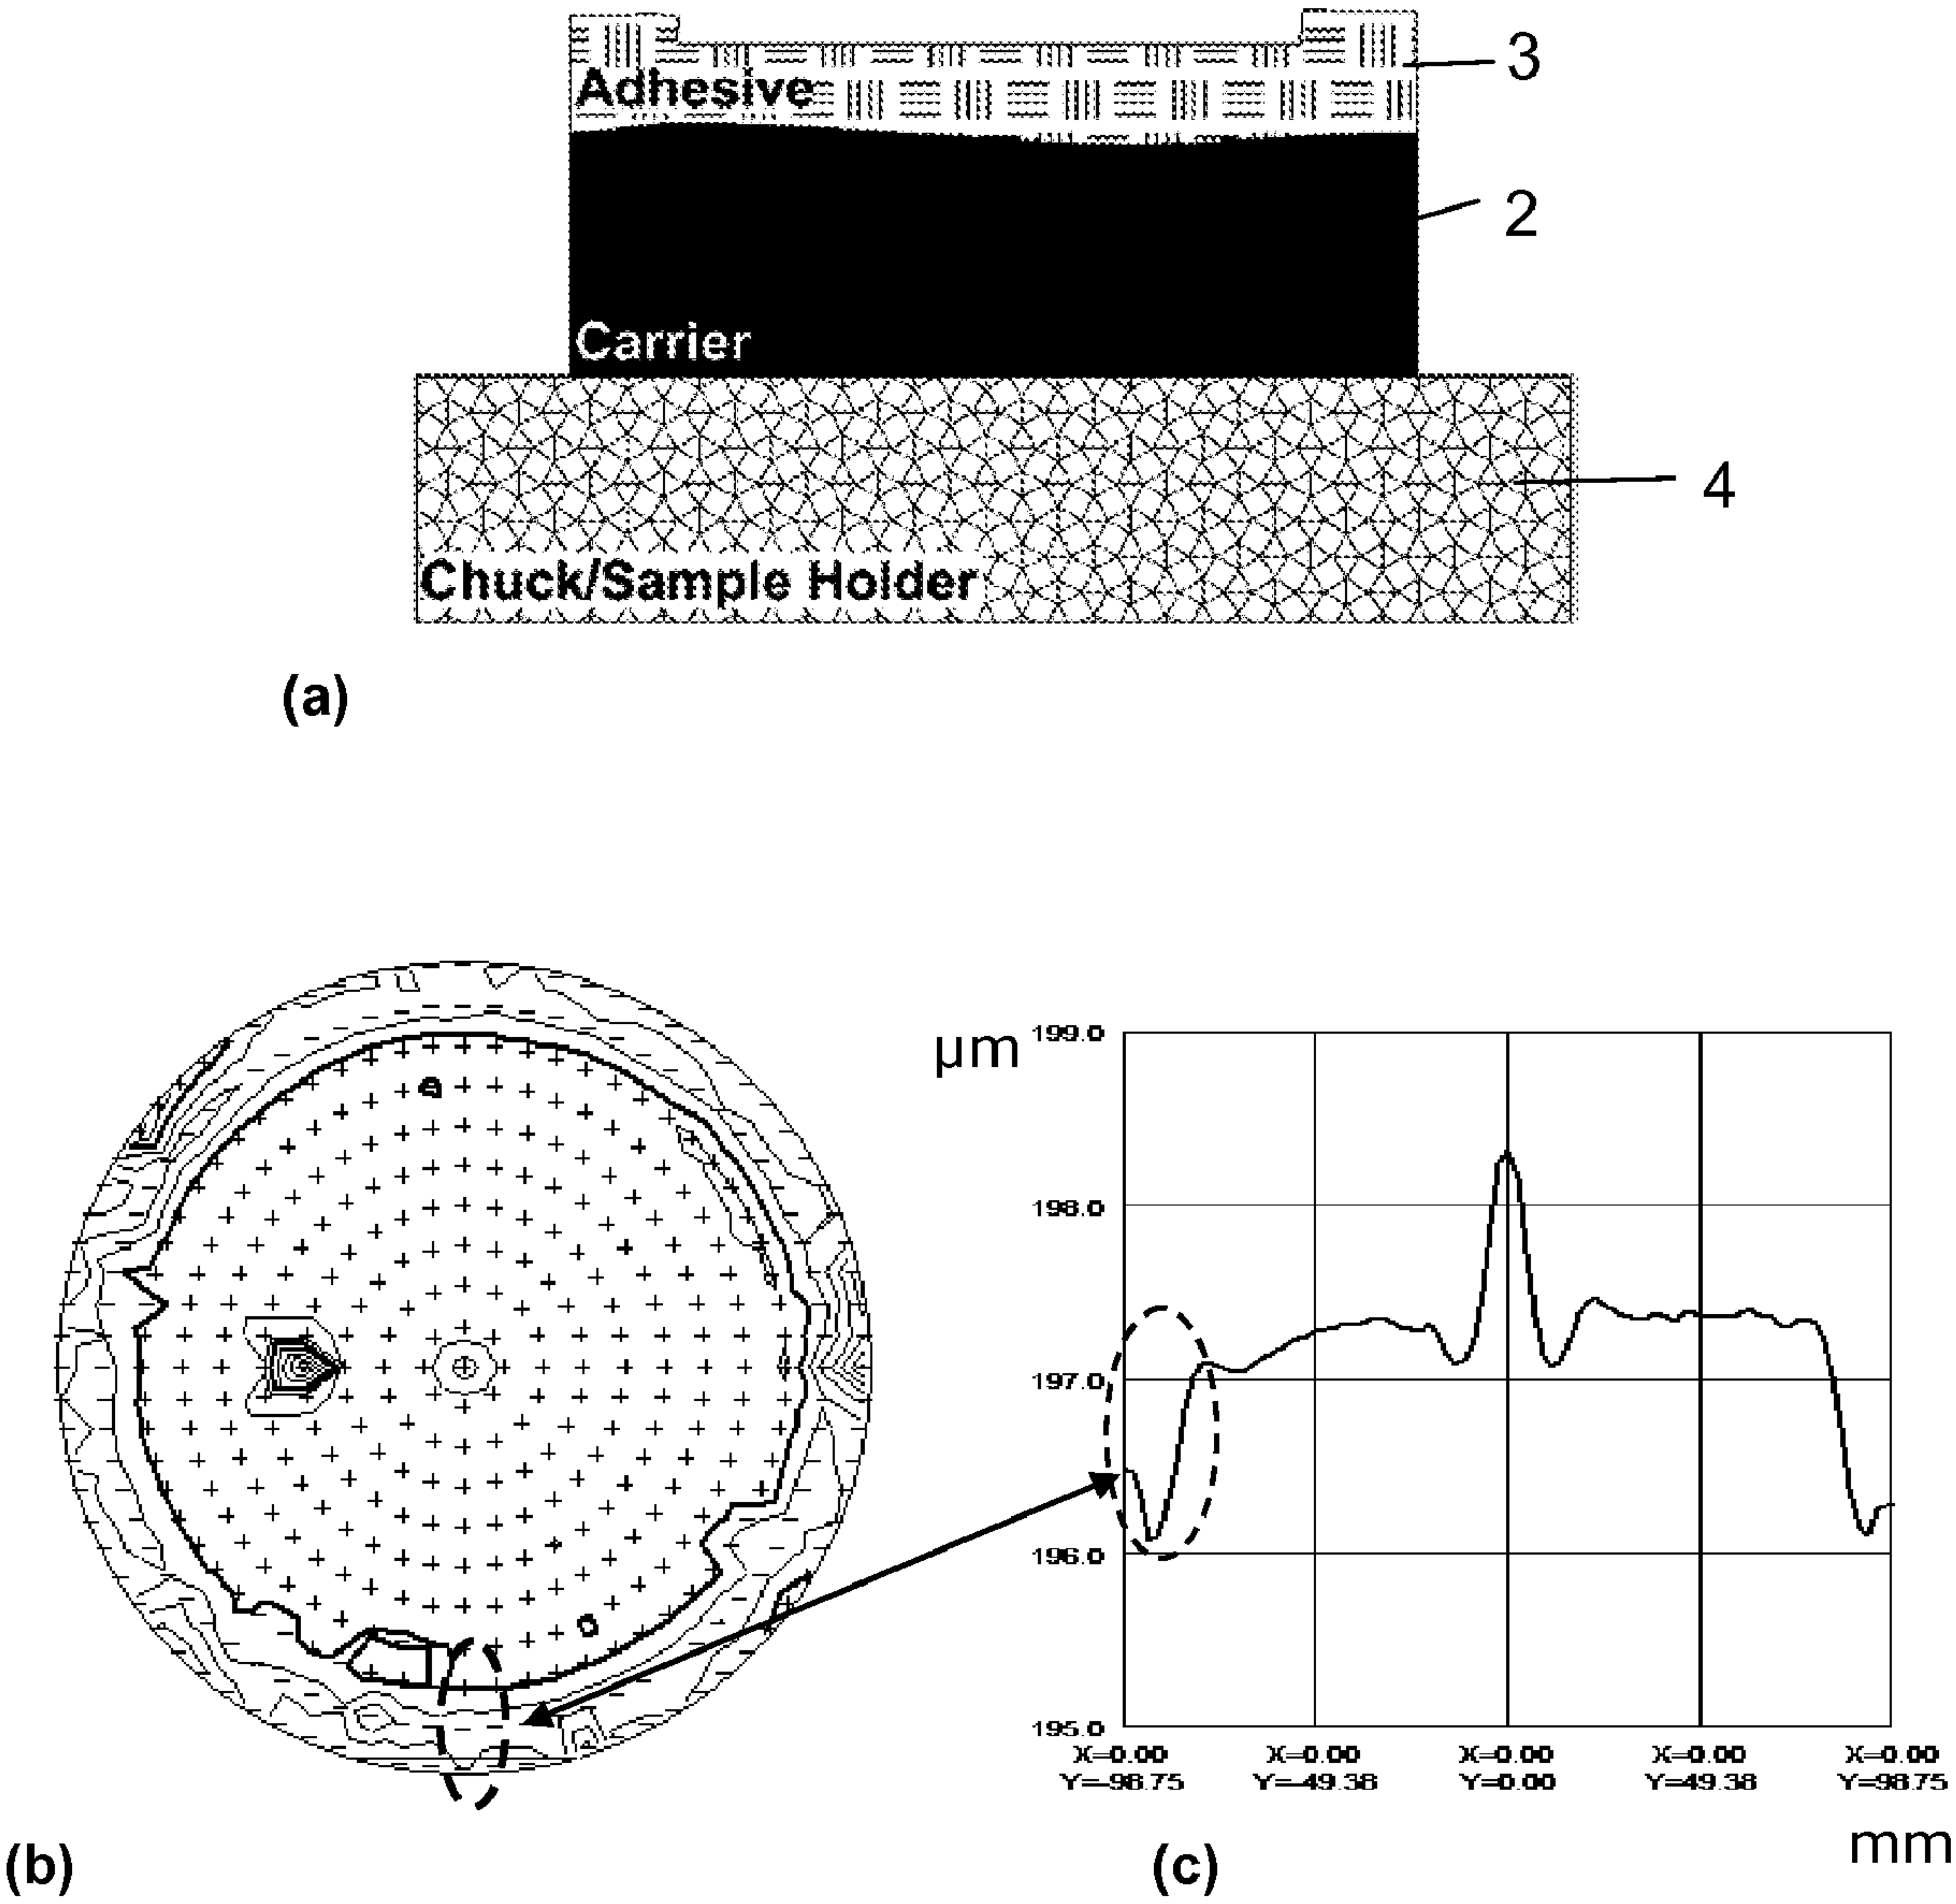 3
Adhesive
2
Carrier
4
Chuck/Sample Holder
(a)
µm
199.0
198.0
197.0
196.0
195.0
X=0.00 X=0.00 X=0.00 X=0.00 X=0.00
Y=-98.75 Y=-49.38 Y=0.00 Y=49.38 Y=98.75
mm
(b) (c)